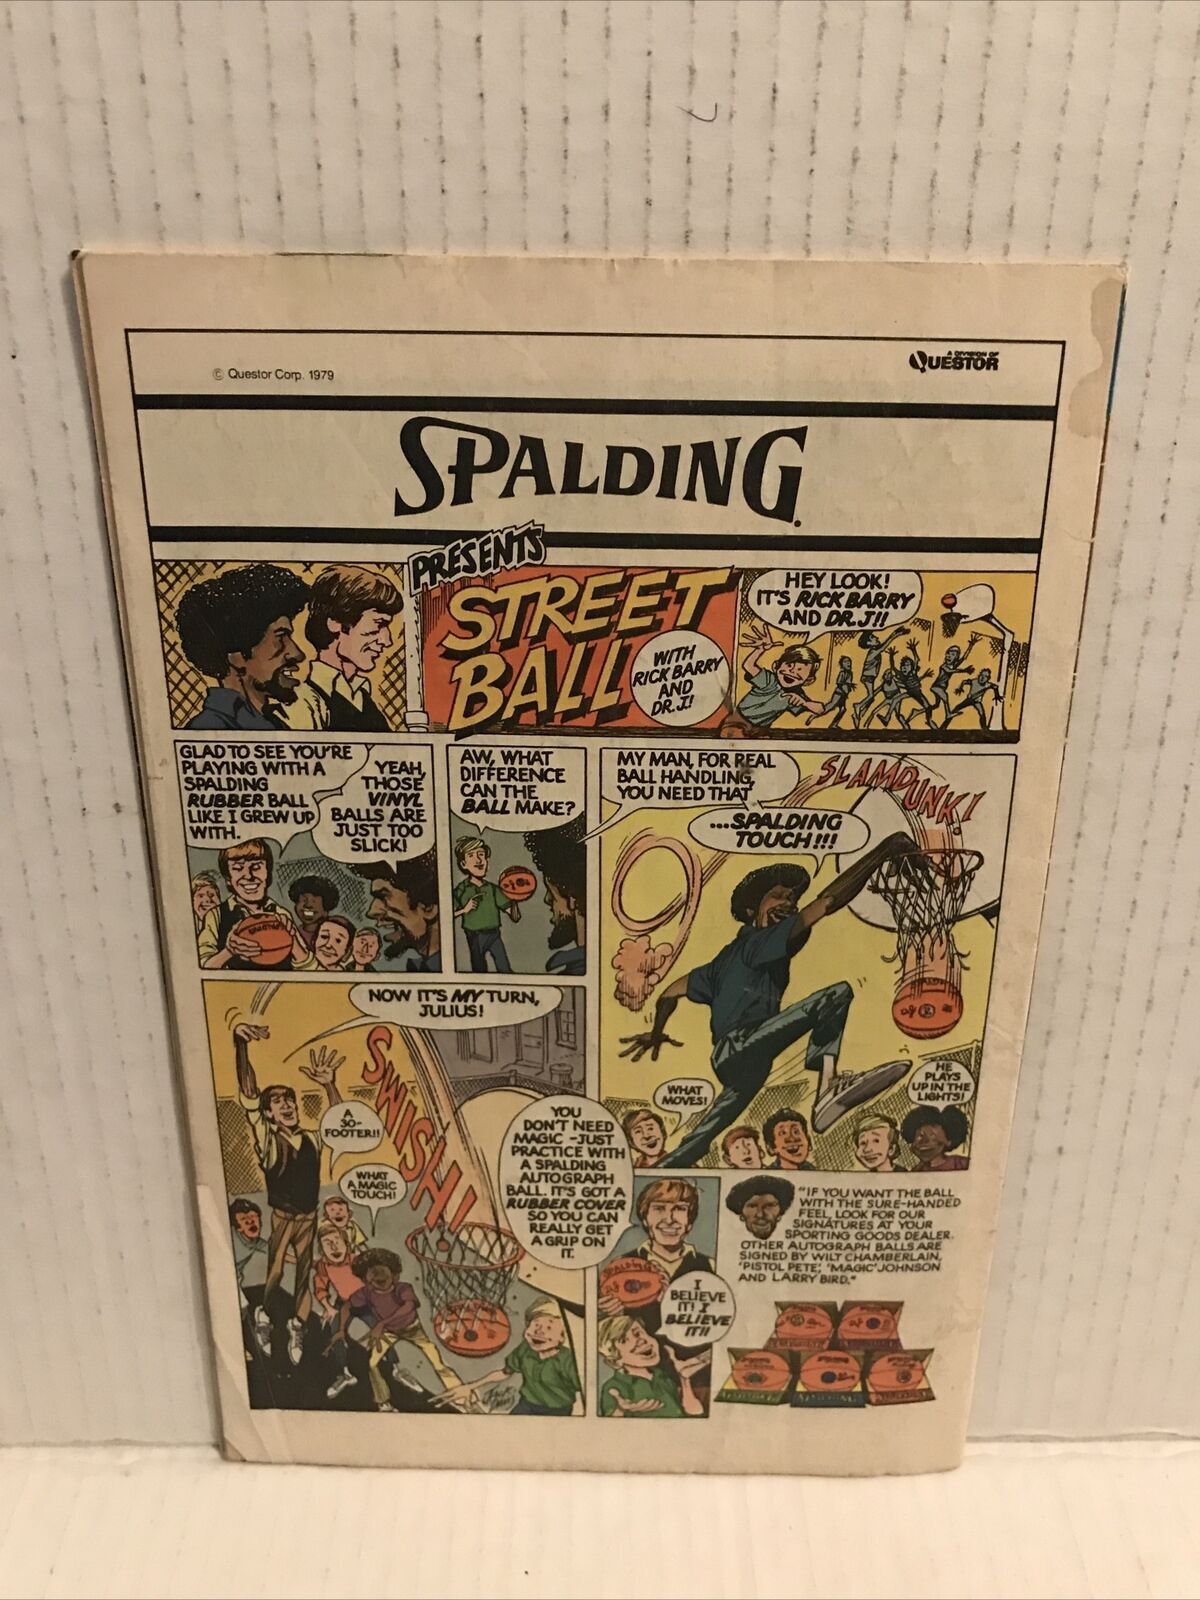 © Questor Corp. 1979
A DIVISION OF
QUESTOR
SPALDING
PRESENTS
STREET
BALL
WITH
RICK BARRY
AND
DR. J!
HEY LOOK!
IT'S RICK BARRY
AND DR. J!!
GLAD TO SEE YOU'RE
PLAYING WITH A
SPALDING
RUBBER BALL
LIKE I GREW UP
WITH.
YEAH,
THOSE
VINYL
BALLS ARE
JUST TOO
SLICK!
AW, WHAT
DIFFERENCE
CAN THE
BALL MAKE?
MY MAN, FOR REAL
BALL HANDLING,
YOU NEED THAT
...SPALDING
TOUCH!!!
SLAMDUNK!
WHAT
MOVES!
HE
PLAYS
UP IN THE
LIGHTS!
NOW IT'S MY TURN,
JULIUS!
SWISH!
A
30-
FOOTER!!
WHAT
A MAGIC
TOUCH!
YOU
DON'T NEED
MAGIC - JUST
PRACTICE WITH
A SPALDING
AUTOGRAPH
BALL. IT'S GOT A
RUBBER COVER
SO YOU CAN
REALLY GET
A GRIP ON
IT.
SPALDING
I
BELIEVE
IT! I
BELIEVE
IT!!
"IF YOU WANT THE BALL
WITH THE SURE-HANDED
FEEL, LOOK FOR OUR
SIGNATURES AT YOUR
SPORTING GOODS DEALER.
OTHER AUTOGRAPH BALLS ARE
SIGNED BY WILT CHAMBERLAIN,
'PISTOL PETE', 'MAGIC' JOHNSON
AND LARRY BIRD."